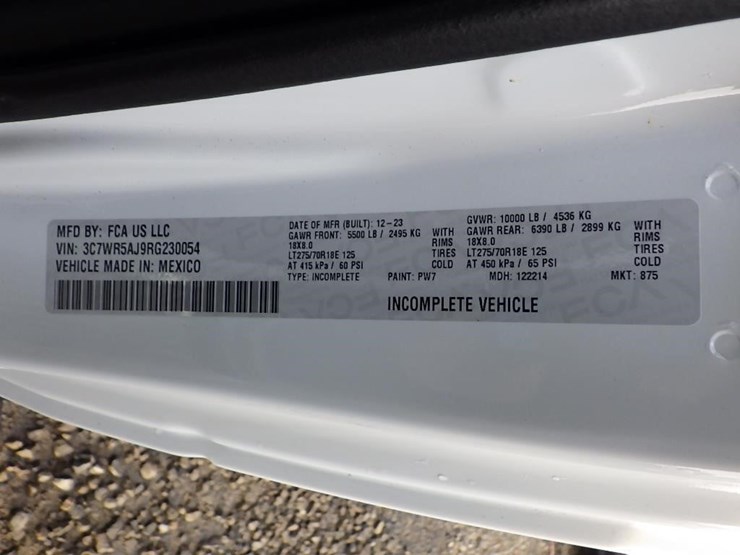 MFD BY: FCA US LLC
VIN: 3C7WR5AJ9RG230054
VEHICLE MADE IN: MEXICO
DATE OF MFR (BUILT): 12-23
GAWR FRONT: 5500 LB / 2495 KG WITH
18X8.0 RIMS
LT275/70R18E 125 TIRES
AT 415 kPa / 60 PSI COLD
TYPE: INCOMPLETE PAINT: PW7
GVWR: 10000 LB / 4536 KG
GAWR REAR: 6390 LB / 2899 KG WITH
18X8.0 RIMS
LT275/70R18E 125 TIRES
AT 450 kPa / 65 PSI COLD
MDH: 122214 MKT: 875
INCOMPLETE VEHICLE